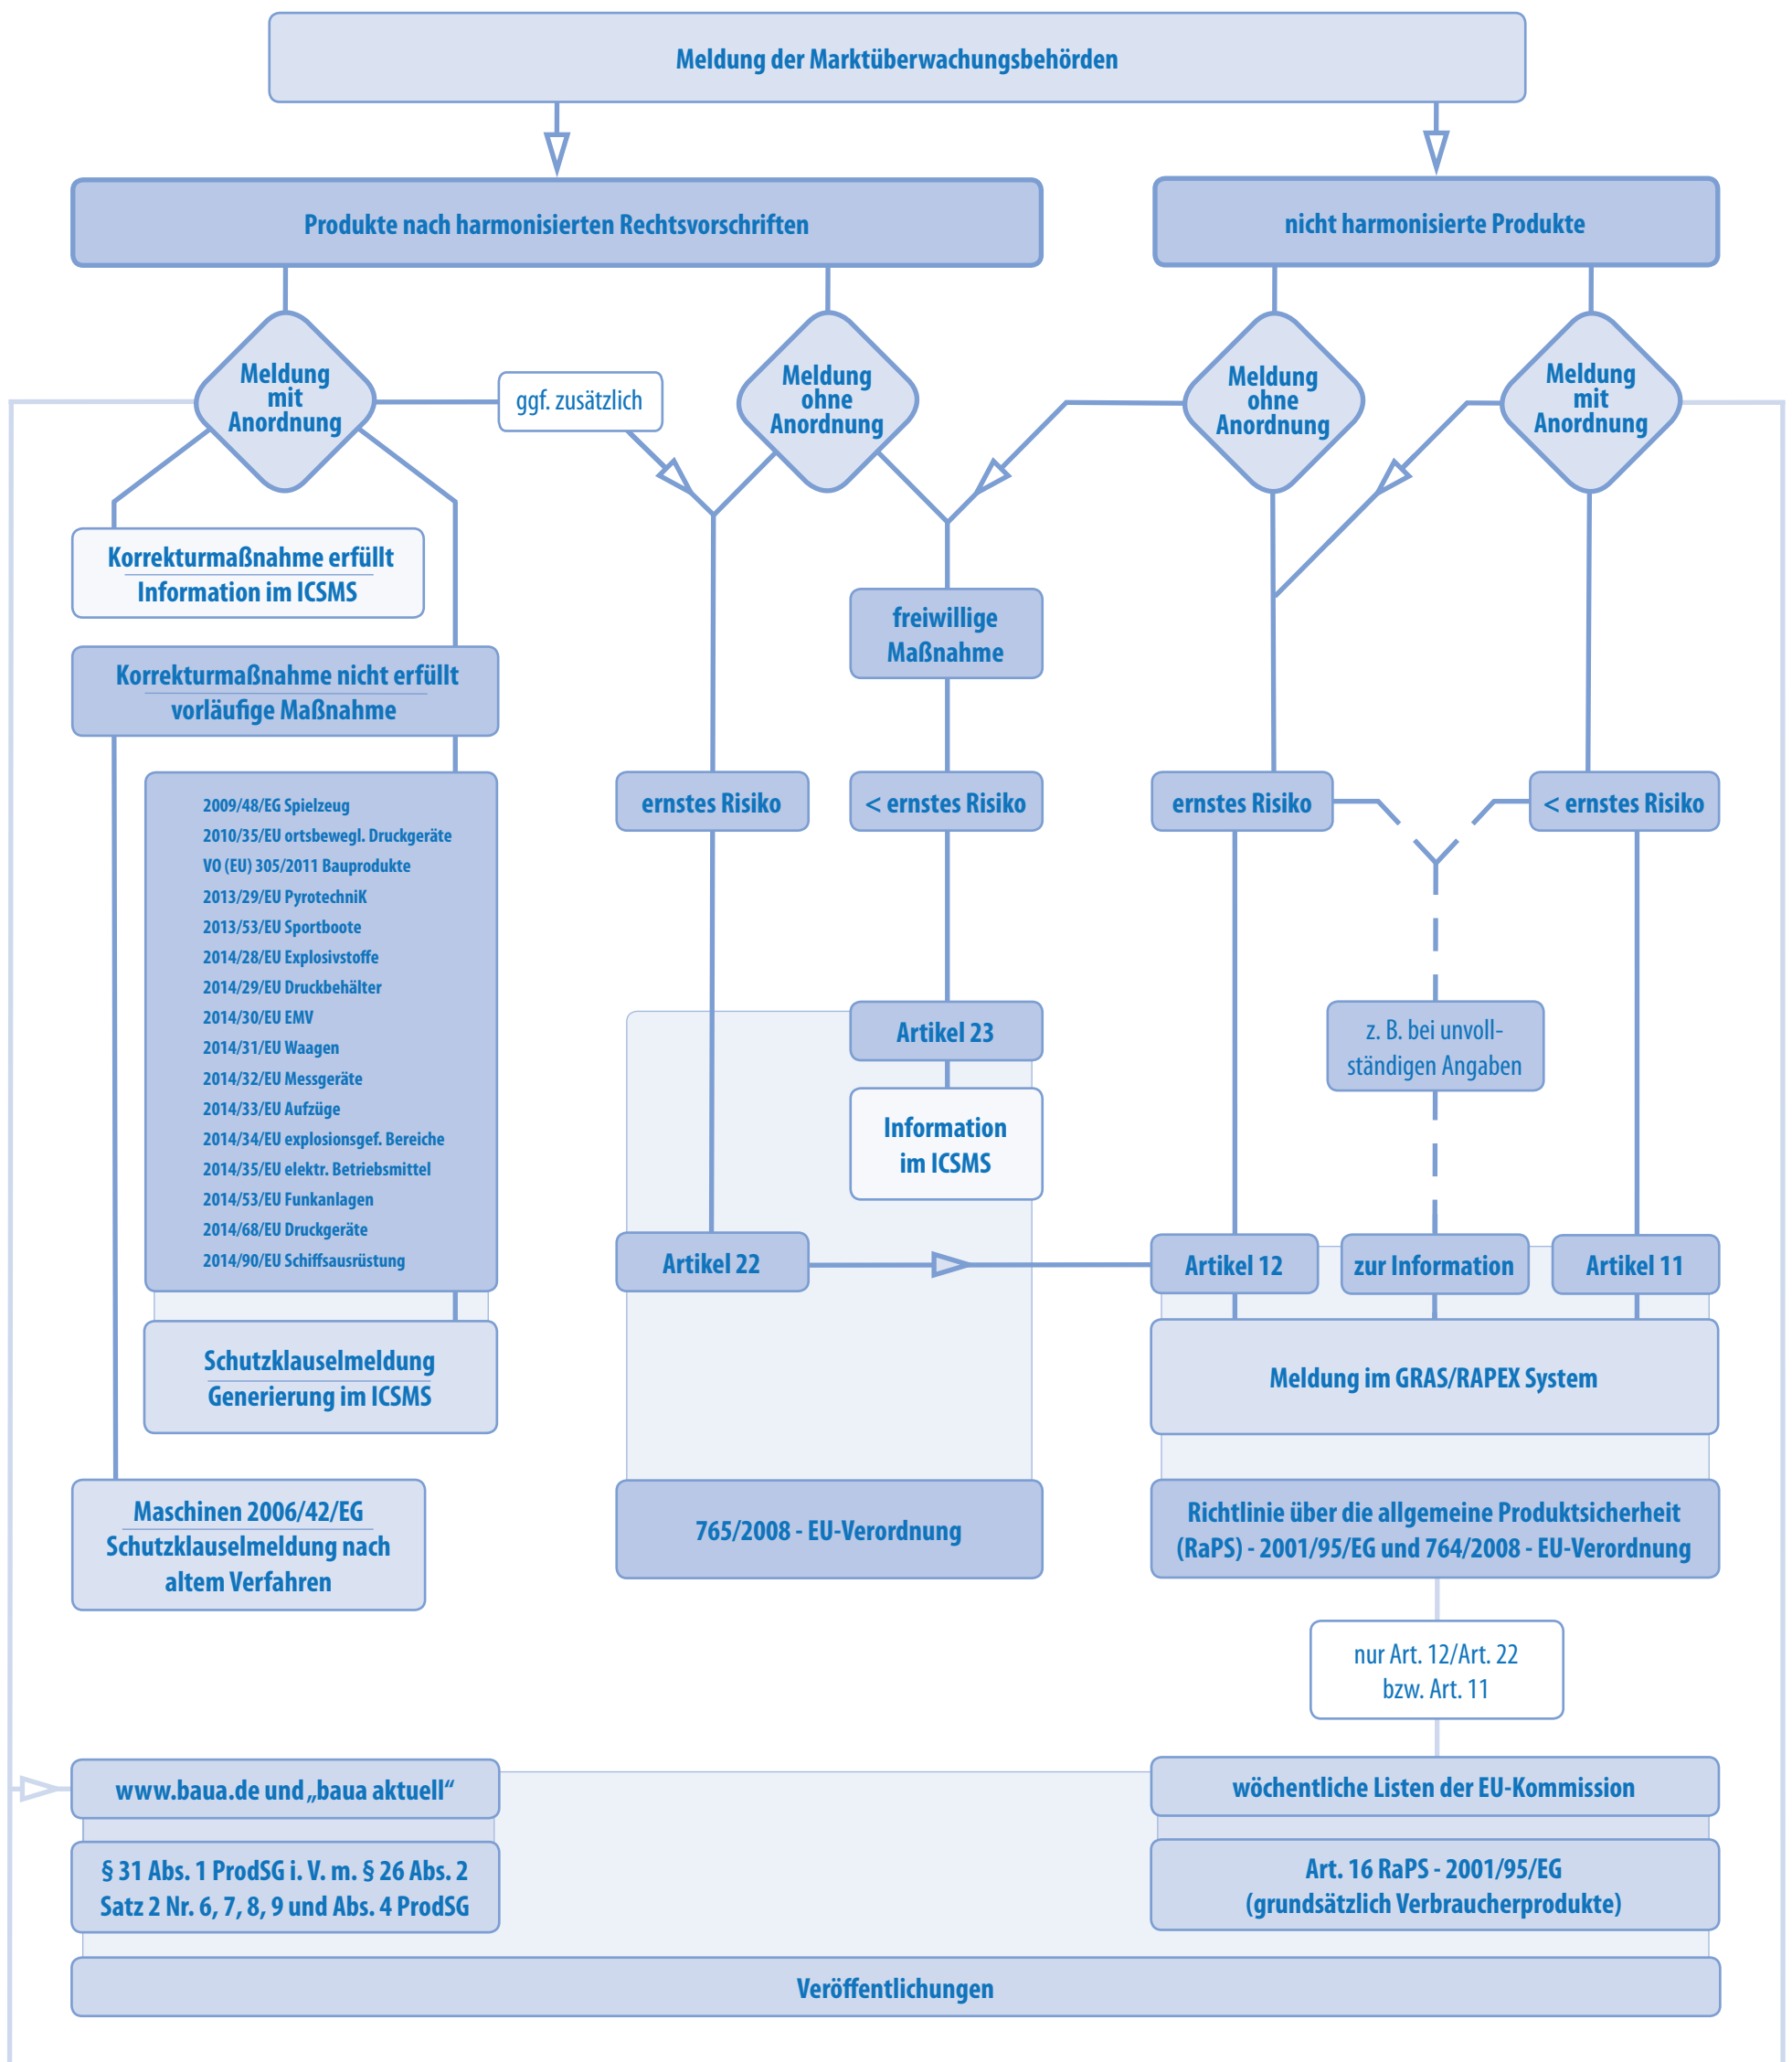 Meldung der Marktüberwachungsbehörden
Produkte nach harmonisierten Rechtsvorschriften
nicht harmonisierte Produkte
Meldung
mit
Anordnung
ggf. zusätzlich
Meldung
ohne
Anordnung
Meldung
ohne
Anordnung
Meldung
mit
Anordnung
Korrekturmaßnahme erfüllt
Information im ICSMS
freiwillige
Maßnahme
Korrekturmaßnahme nicht erfüllt
vorläufige Maßnahme
ernstes Risiko
< ernstes Risiko
ernstes Risiko
< ernstes Risiko
2009/48/EG Spielzeug
2010/35/EU ortsbewegl. Druckgeräte
VO (EU) 305/2011 Bauprodukte
2013/29/EU PyrotechniK
2013/53/EU Sportboote
2014/28/EU Explosivstoffe
2014/29/EU Druckbehälter
2014/30/EU EMV
2014/31/EU Waagen
2014/32/EU Messgeräte
2014/33/EU Aufzüge
2014/34/EU explosionsgef. Bereiche
2014/35/EU elektr. Betriebsmittel
2014/53/EU Funkanlagen
2014/68/EU Druckgeräte
2014/90/EU Schiffsausrüstung
Artikel 23
Information
im ICSMS
z. B. bei unvoll-
ständigen Angaben
Artikel 22
Artikel 12
zur Information
Artikel 11
Schutzklauselmeldung
Generierung im ICSMS
Meldung im GRAS/RAPEX System
Maschinen 2006/42/EG
Schutzklauselmeldung nach
altem Verfahren
765/2008 - EU-Verordnung
Richtlinie über die allgemeine Produktsicherheit
(RaPS) - 2001/95/EG und 764/2008 - EU-Verordnung
nur Art. 12/Art. 22
bzw. Art. 11
www.baua.de und „baua aktuell“
wöchentliche Listen der EU-Kommission
§ 31 Abs. 1 ProdSG i. V. m. § 26 Abs. 2
Satz 2 Nr. 6, 7, 8, 9 und Abs. 4 ProdSG
Art. 16 RaPS - 2001/95/EG
(grundsätzlich Verbraucherprodukte)
Veröffentlichungen